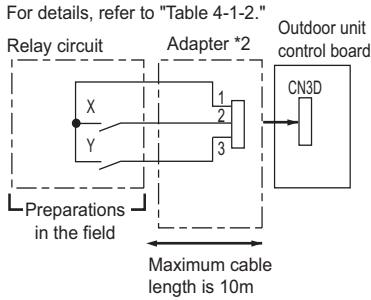 For details, refer to "Table 4-1-2."
Relay circuit
Adapter *2
Outdoor unit
control board
X
Y
1
2
3
CN3D
Preparations
in the field
Maximum cable
length is 10m